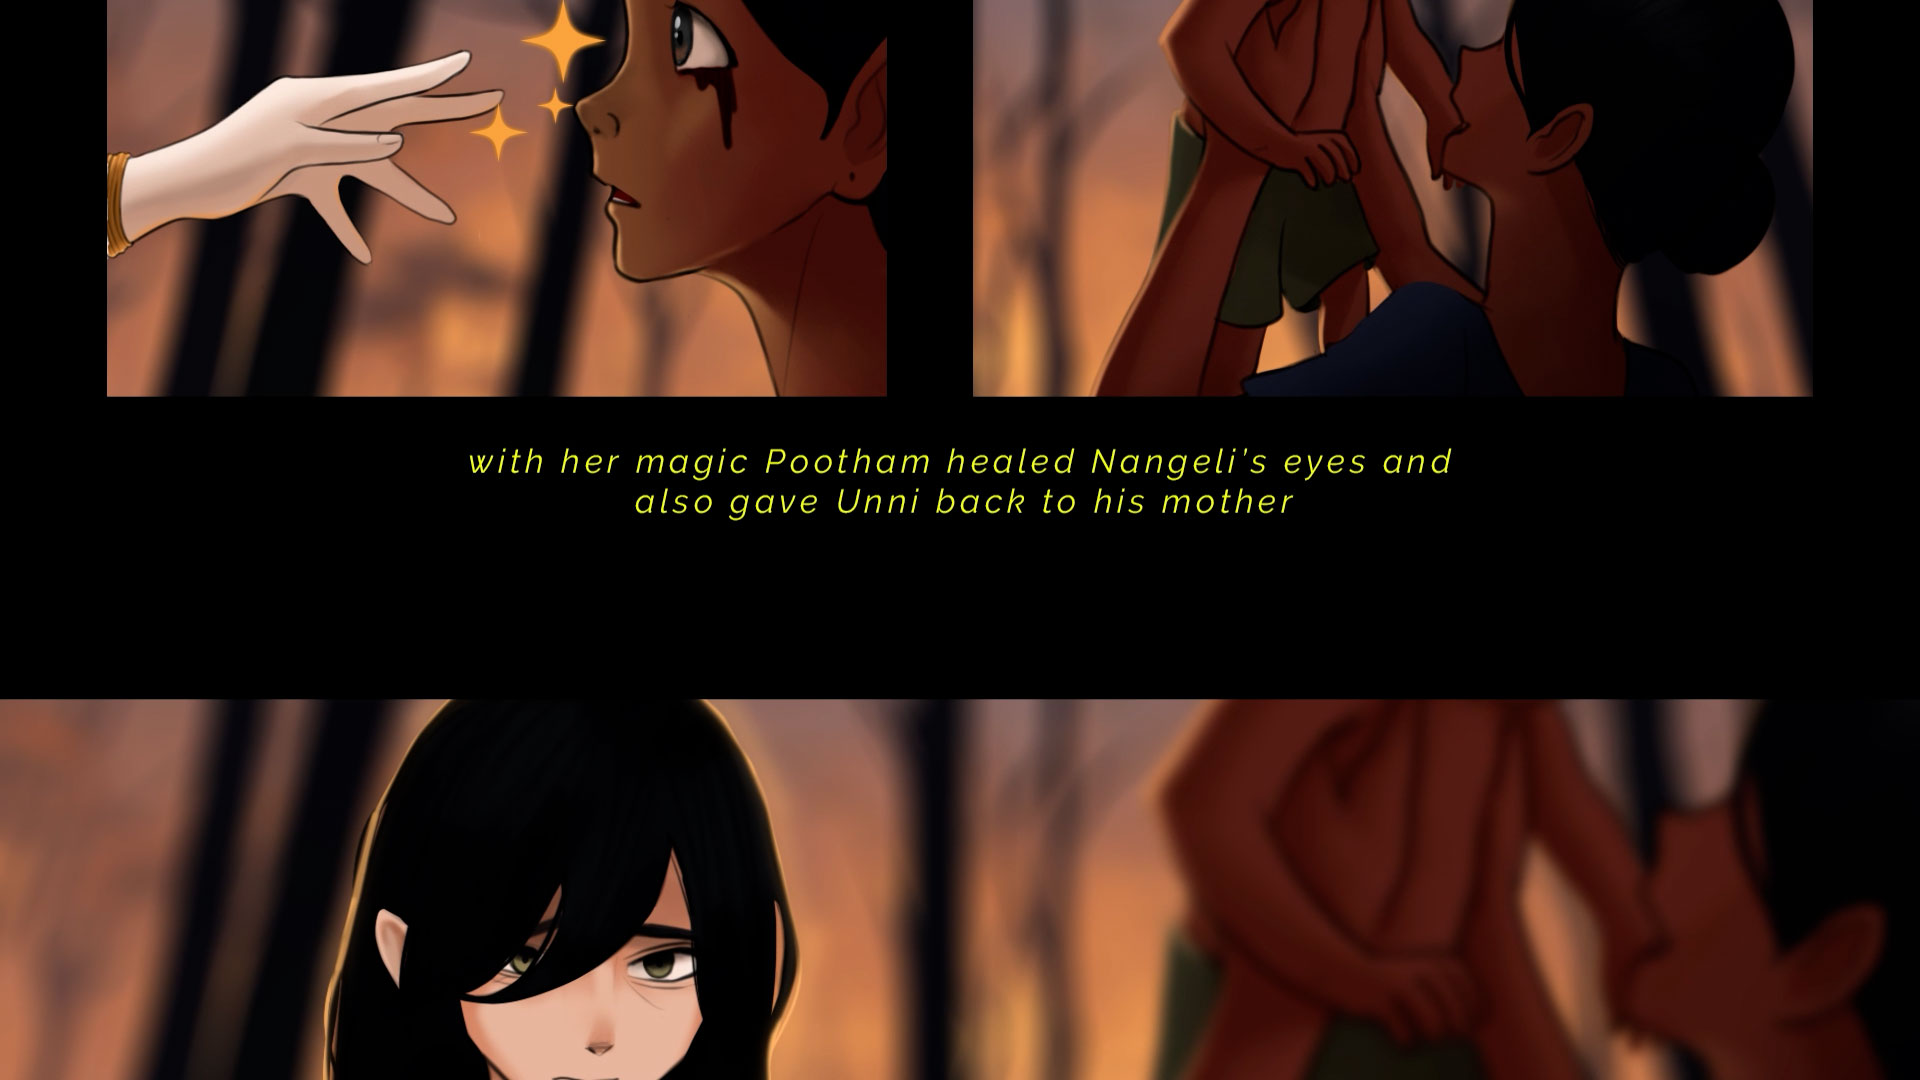 with her magic Pootham healed Nangeli's eyes and
also gave Unni back to his mother